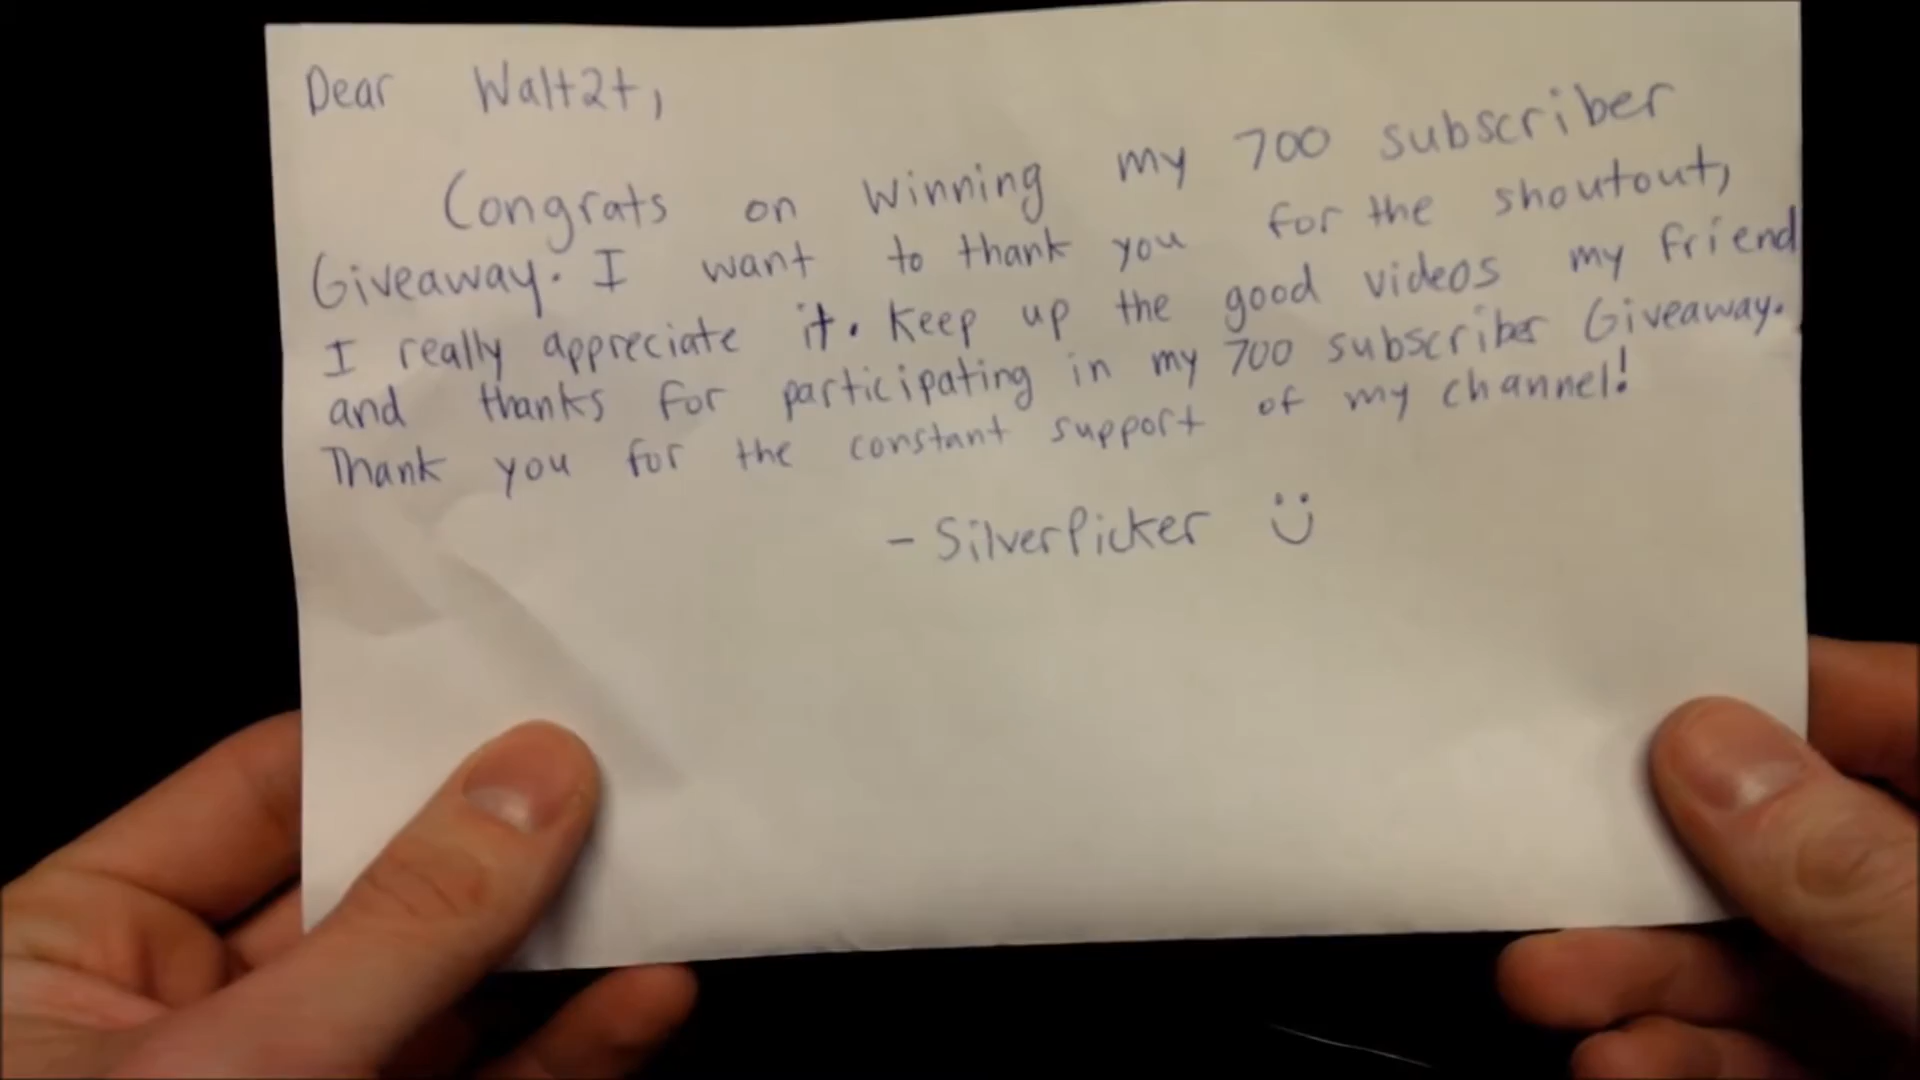 Dear Walt2t,
Congrats on winning my 700 subscriber
Giveaway. I want to thank you for the shoutout,
I really appreciate it. Keep up the good videos my friend
and thanks for participating in my 700 subscriber Giveaway.
Thank you for the constant support of my channel!
- SilverPicker :)